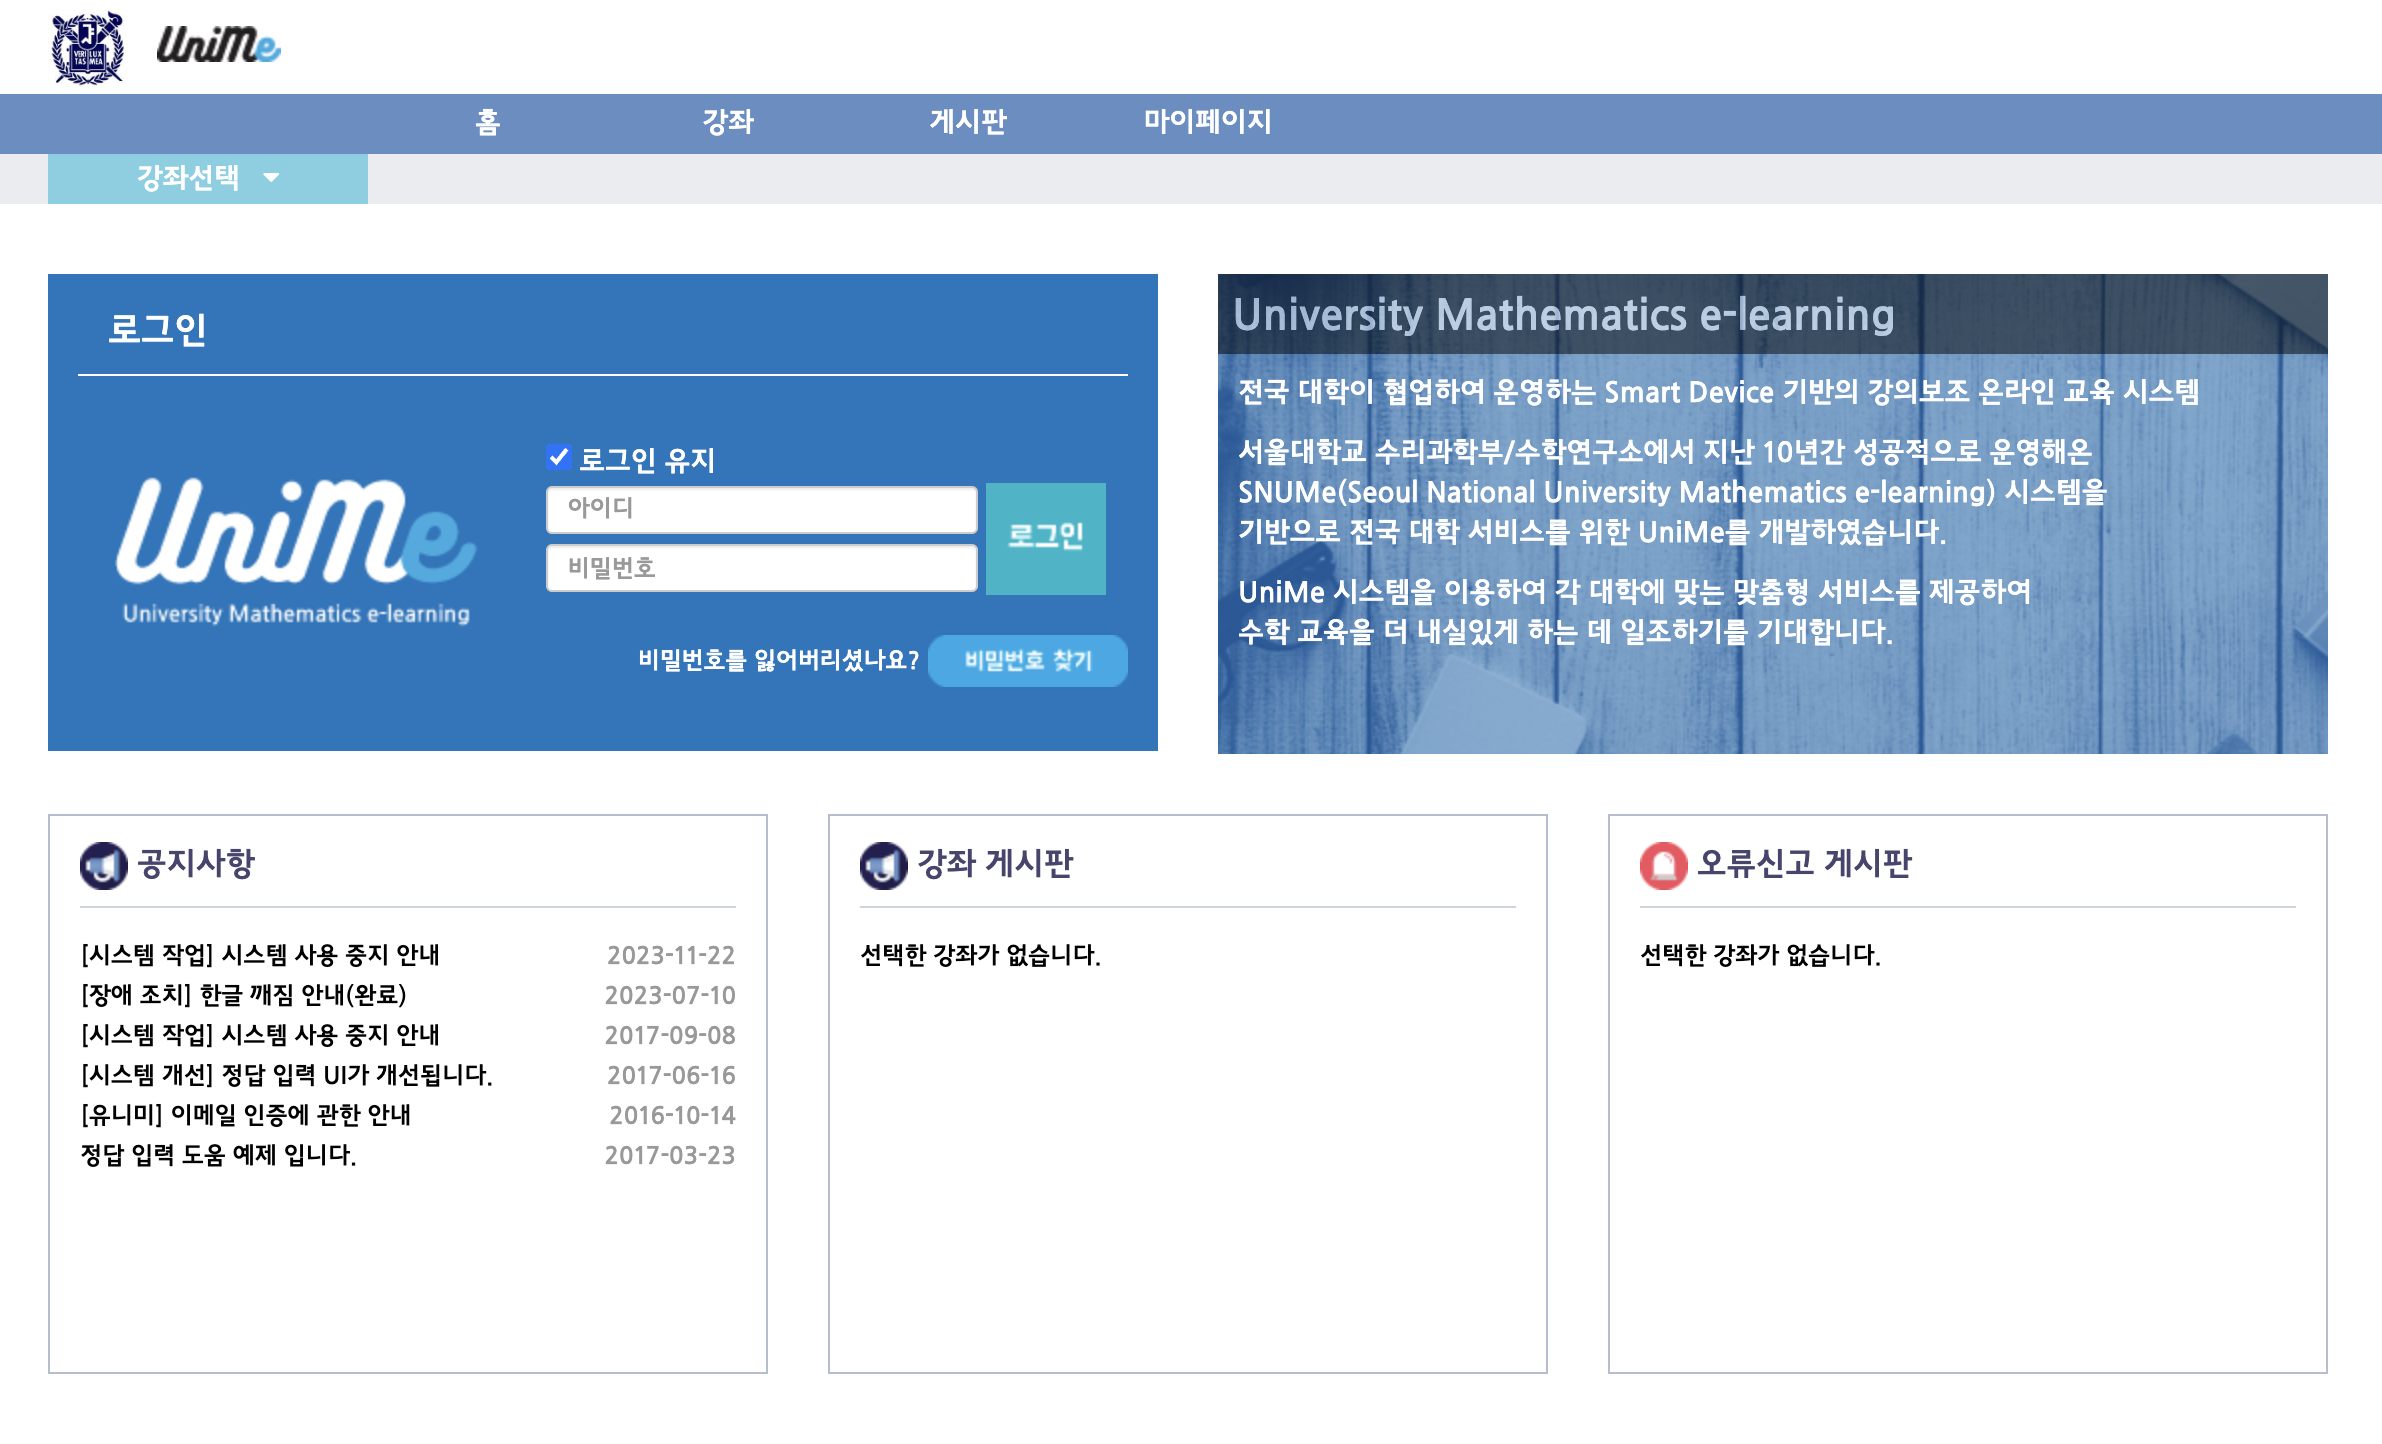 VERI LUX
TAS MEA
UniMe
홈 강좌 게시판 마이페이지
강좌선택
로그인
로그인 유지
아이디
비밀번호
로그인
UniMe
University Mathematics e-learning
비밀번호를 잃어버리셨나요? 비밀번호 찾기
University Mathematics e-learning
전국 대학이 협업하여 운영하는 Smart Device 기반의 강의보조 온라인 교육 시스템
서울대학교 수리과학부/수학연구소에서 지난 10년간 성공적으로 운영해온
SNUMe(Seoul National University Mathematics e-learning) 시스템을
기반으로 전국 대학 서비스를 위한 UniMe를 개발하였습니다.
UniMe 시스템을 이용하여 각 대학에 맞는 맞춤형 서비스를 제공하여
수학 교육을 더 내실있게 하는 데 일조하기를 기대합니다.
공지사항
[시스템 작업] 시스템 사용 중지 안내 2023-11-22
[장애 조치] 한글 깨짐 안내(완료) 2023-07-10
[시스템 작업] 시스템 사용 중지 안내 2017-09-08
[시스템 개선] 정답 입력 UI가 개선됩니다. 2017-06-16
[유니미] 이메일 인증에 관한 안내 2016-10-14
정답 입력 도움 예제 입니다. 2017-03-23
강좌 게시판
선택한 강좌가 없습니다.
오류신고 게시판
선택한 강좌가 없습니다.